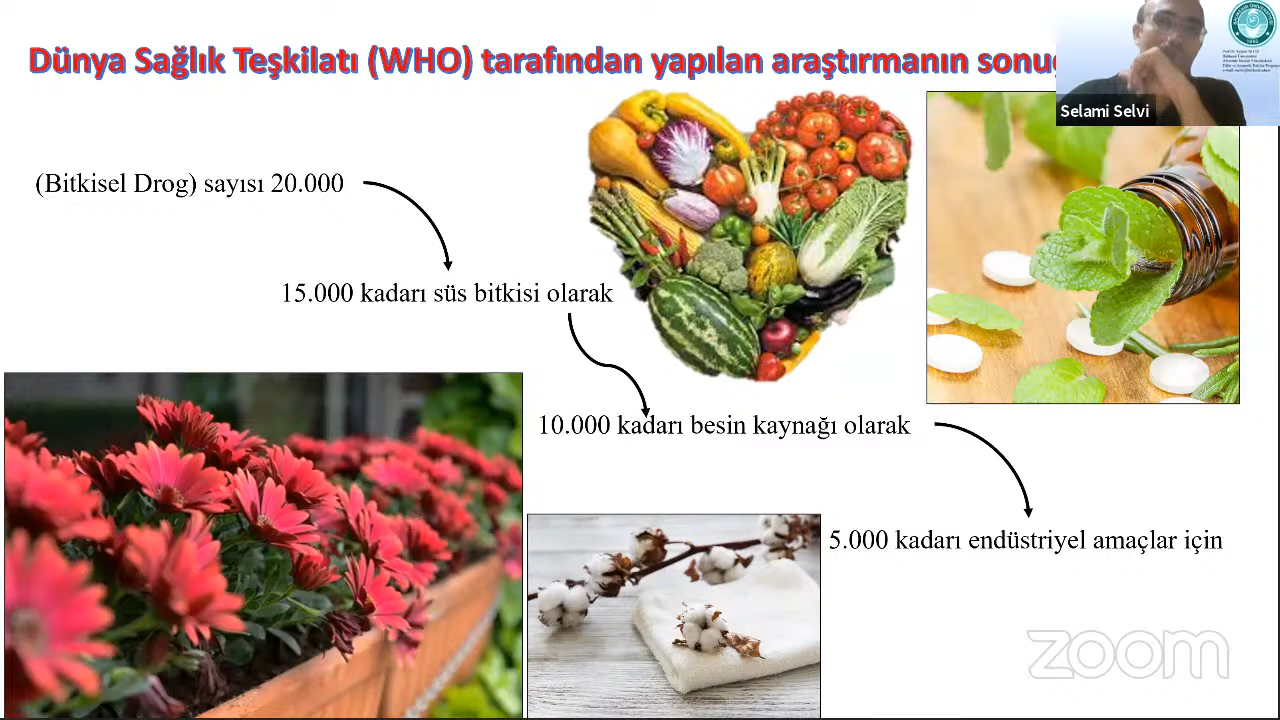 Dünya Sağlık Teşkilatı (WHO) tarafından yapılan araştırmanın
Selami Selvi
(Bitkisel Drog) sayısı 20.000
15.000 kadarı süs bitkisi olarak
10.000 kadarı besin kaynağı olarak
5.000 kadarı endüstriyel amaçlar için
zoom